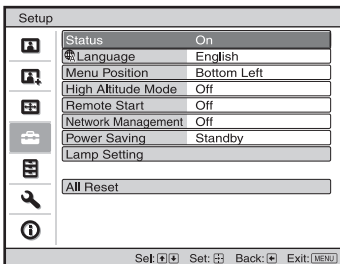 Setup
Status On
Language English
Menu Position Bottom Left
High Altitude Mode Off
Remote Start Off
Network Management Off
Power Saving Standby
Lamp Setting
All Reset
Sel: Set: Back: Exit: MENU